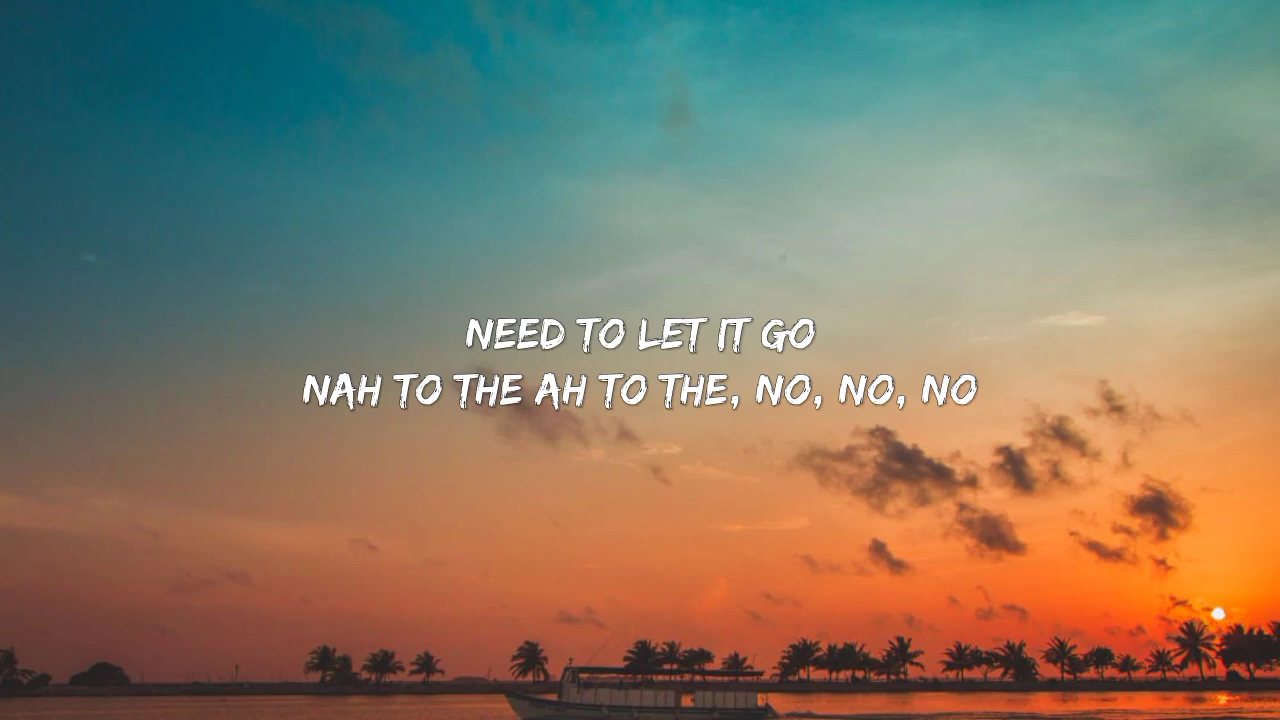 NEED TO LET IT GO
NAH TO THE AH TO THE, NO, NO, NO